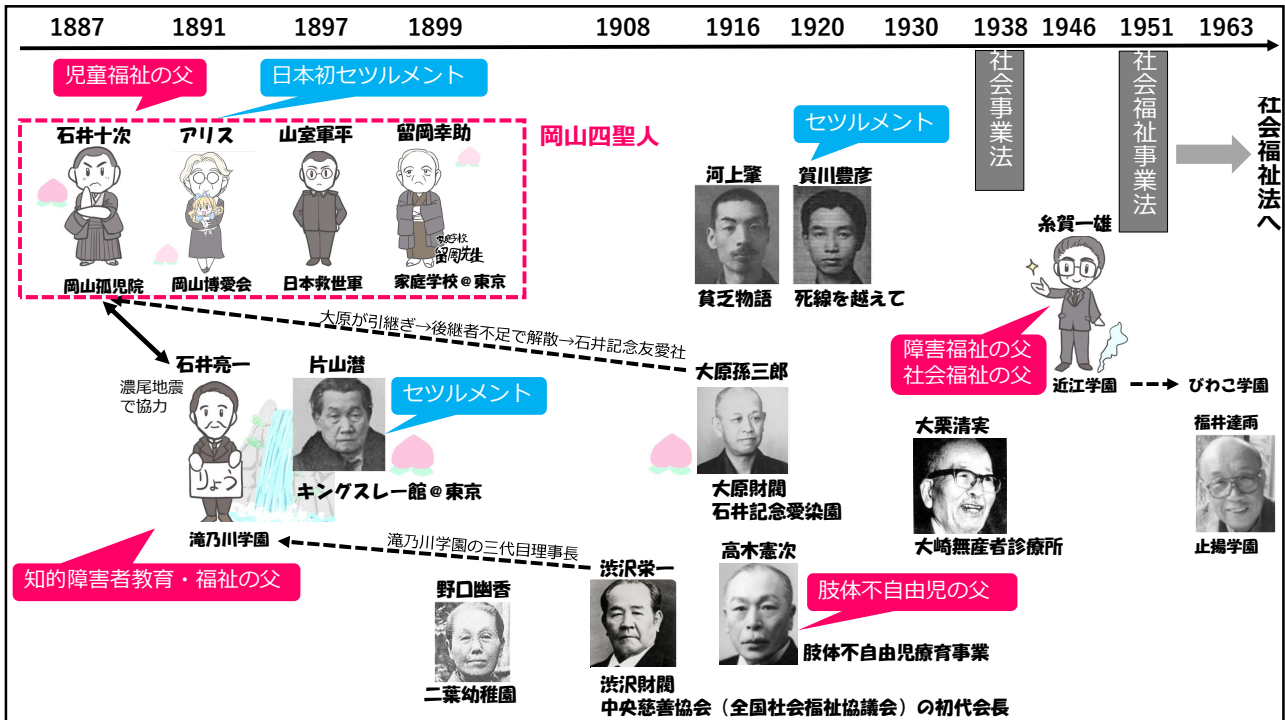 1887
1891
1897
1899
1908
1916
1920
1930
1938
1946
1951
1963
児童福祉の父
日本初セツルメント
社会事業法
社会福祉事業法
社会福祉法へ
石井十次
アリス
山室軍平
留岡幸助
岡山四聖人
セツルメント
河上肇
賀川豊彦
家庭学校
留岡先生
岡山孤児院
岡山博愛会
日本救世軍
家庭学校@東京
貧乏物語
死線を越えて
糸賀一雄
大原が引継ぎ→後継者不足で解散→石井記念友愛社
障害福祉の父
社会福祉の父
近江学園
びわこ学園
石井亮一
片山潜
大原孫三郎
濃尾地震
で協力
セツルメント
りょう
大栗清実
福井達雨
キングスレー館@東京
大原財閥
石井記念愛染園
滝乃川学園
滝乃川学園の三代目理事長
大崎無産者診療所
止揚学園
知的障害者教育・福祉の父
野口幽香
渋沢栄一
高木憲次
肢体不自由児の父
肢体不自由児療育事業
二葉幼稚園
渋沢財閥
中央慈善協会（全国社会福祉協議会）の初代会長